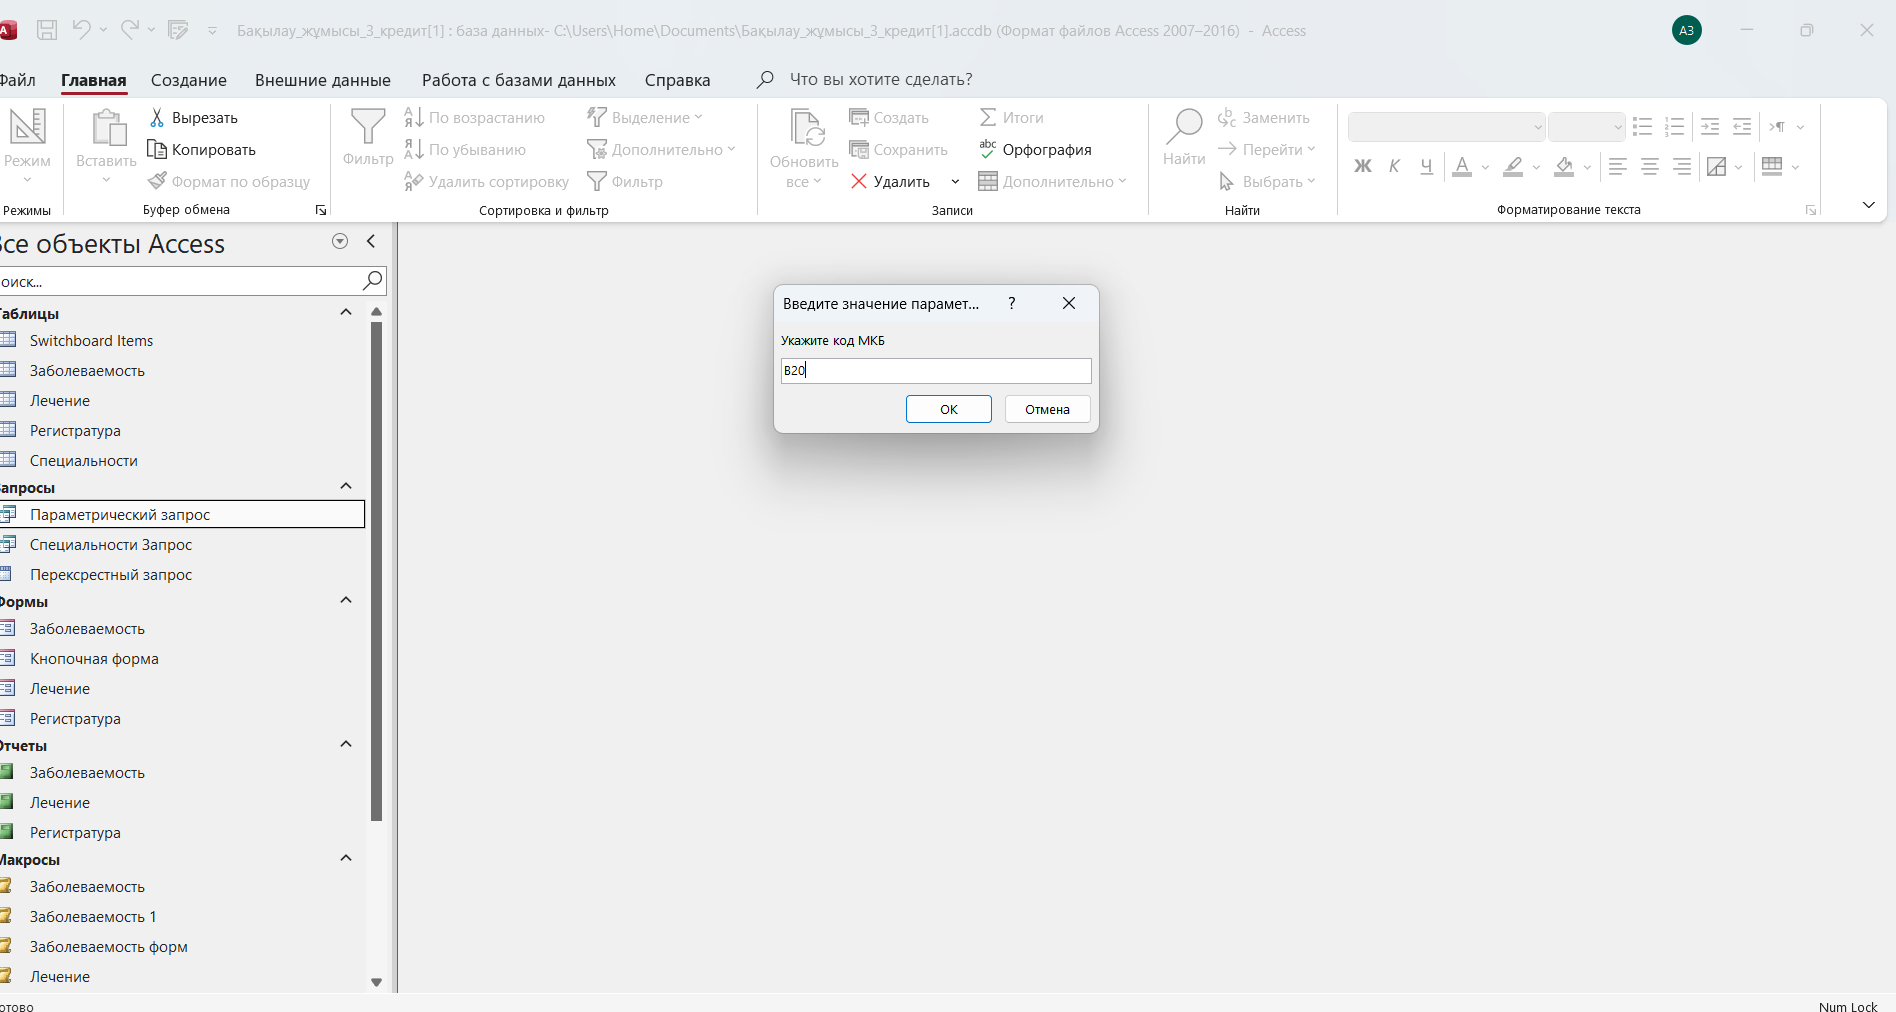 Бақылау_жұмысы_3_кредит[1] : база данных- C:\Users\Home\Documents\Бақылау_жұмысы_3_кредит[1].accdb (Формат файлов Access 2007–2016) - Access
АЗ
Файл Главная Создание Внешние данные Работа с базами данных Справка Что вы хотите сделать?
Режим
Режимы
Вставить
Вырезать
Копировать
Формат по образцу
Буфер обмена
Фильтр
По возрастанию
По убыванию
Удалить сортировку
Выделение
Дополнительно
Фильтр
Сортировка и фильтр
Обновить
все
Создать
Сохранить
Удалить
Итоги
Орфография
Дополнительно
Записи
Найти
Заменить
Перейти
Выбрать
Найти
Ж К Ч А
Форматирование текста
Все объекты Access
оиск...
Таблицы
Switchboard Items
Заболеваемость
Лечение
Регистратура
Специальности
Запросы
Параметрический запрос
Специальности Запрос
Перексрестный запрос
Формы
Заболеваемость
Кнопочная форма
Лечение
Регистратура
Отчеты
Заболеваемость
Лечение
Регистратура
Макросы
Заболеваемость
Заболеваемость 1
Заболеваемость форм
Лечение
Введите значение парамет... ?
Укажите код МКБ
B20
ОК Отмена
отово
Num Lock